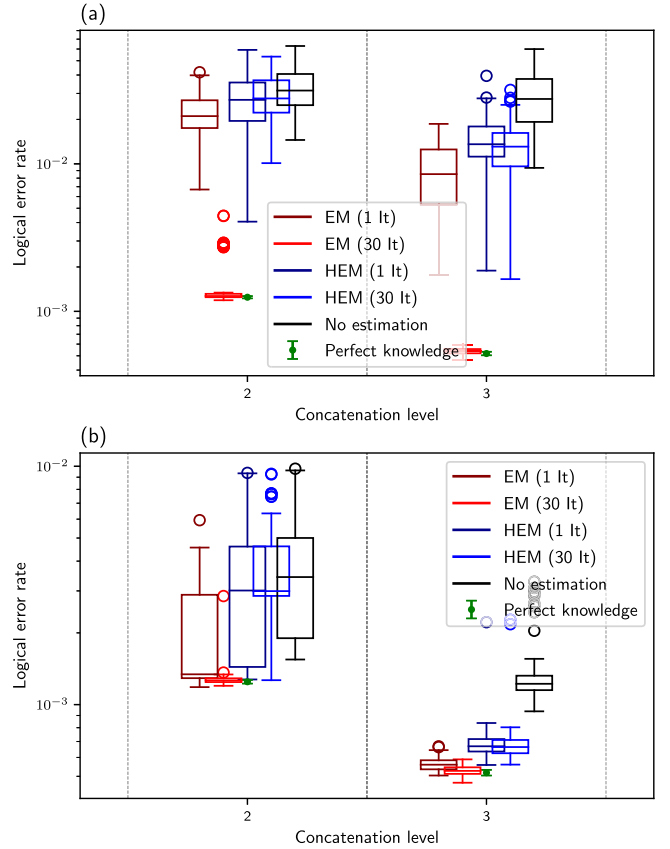 (a)
Logical error rate
10⁻²
10⁻³
EM (1 It)
EM (30 It)
HEM (1 It)
HEM (30 It)
No estimation
Perfect knowledge
2
3
Concatenation level
(b)
Logical error rate
10⁻²
10⁻³
EM (1 It)
EM (30 It)
HEM (1 It)
HEM (30 It)
No estimation
Perfect knowledge
2
3
Concatenation level